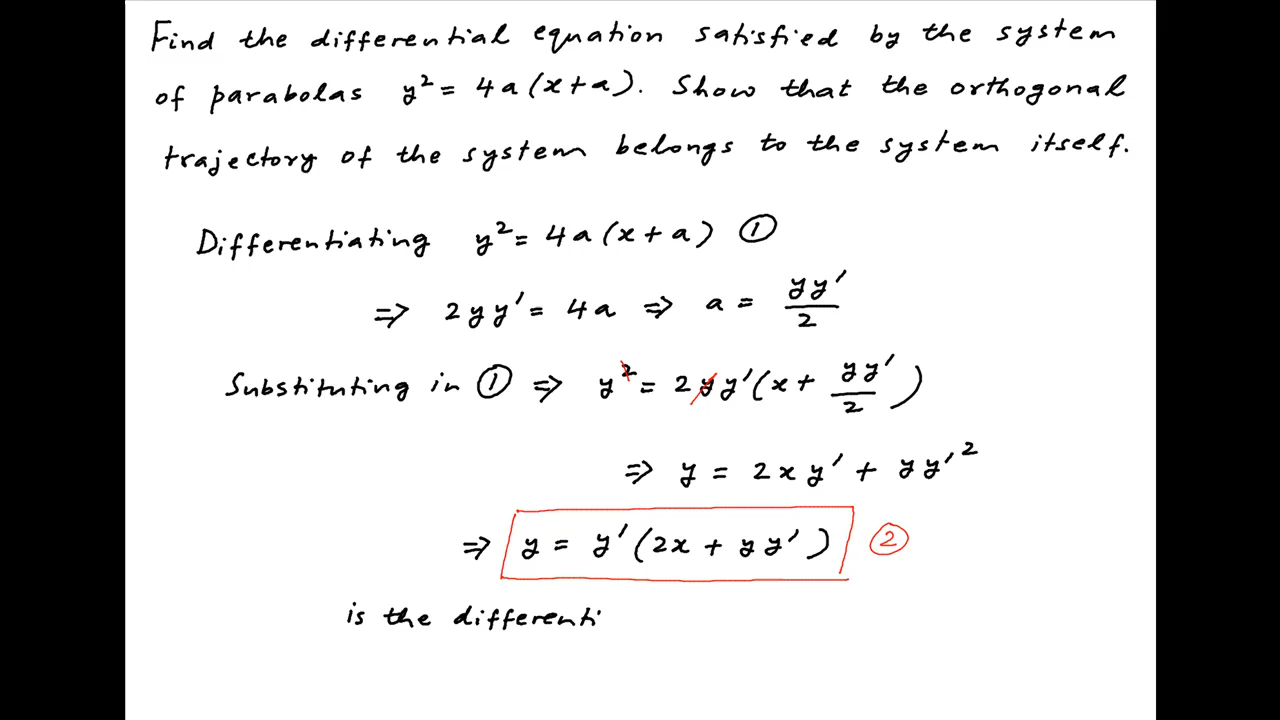 Find the differential equation satisfied by the system
of parabolas y² = 4a(x+a). Show that the orthogonal
trajectory of the system belongs to the system itself.
Differentiating y² = 4a(x+a) ①
⇒ 2yy' = 4a ⇒ a = yy'/2
Substituting in ① ⇒ y² = 2yy'(x + yy'/2)
⇒ y = 2xy' + yy'²
⇒ y = y'(2x + yy') ②
is the differenti